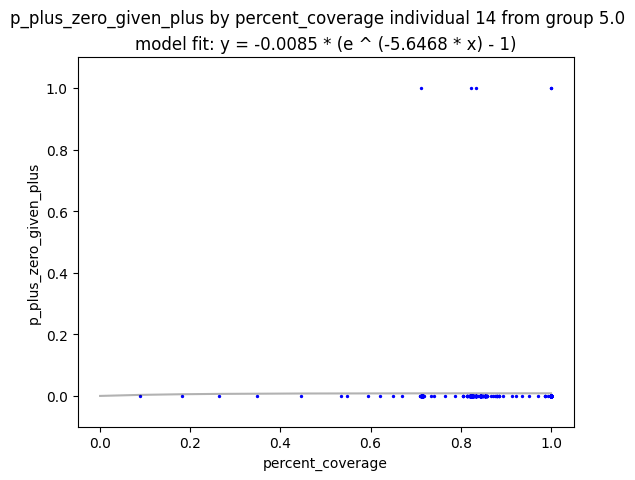 p_plus_zero_given_plus by percent_coverage individual 14 from group 5.0
model fit: y = -0.0085 * (e ^ (-5.6468 * x) - 1)
p_plus_zero_given_plus
1.0
0.8
0.6
0.4
0.2
0.0
0.0 0.2 0.4 0.6 0.8 1.0
percent_coverage